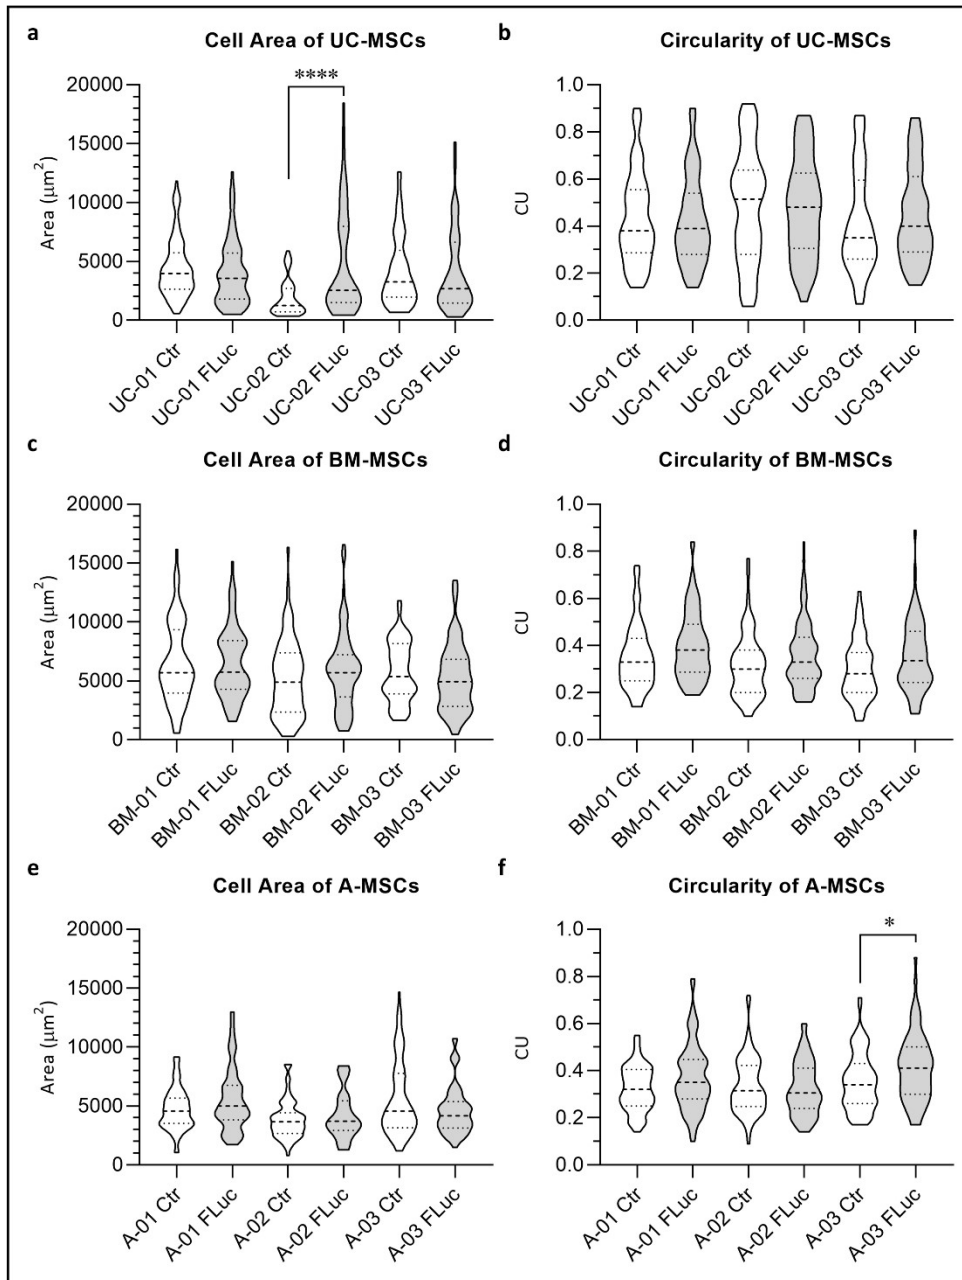 a
Cell Area of UC-MSCs
****
20000
15000
10000
5000
0
Area (μm²)
UC-01 Ctr
UC-01 FLuc
UC-02 Ctr
UC-02 FLuc
UC-03 Ctr
UC-03 FLuc
b
Circularity of UC-MSCs
1.0
0.8
0.6
0.4
0.2
0.0
CU
UC-01 Ctr
UC-01 FLuc
UC-02 Ctr
UC-02 FLuc
UC-03 Ctr
UC-03 FLuc
c
Cell Area of BM-MSCs
20000
15000
10000
5000
0
Area (μm²)
BM-01 Ctr
BM-01 FLuc
BM-02 Ctr
BM-02 FLuc
BM-03 Ctr
BM-03 FLuc
d
Circularity of BM-MSCs
1.0
0.8
0.6
0.4
0.2
0.0
CU
BM-01 Ctr
BM-01 FLuc
BM-02 Ctr
BM-02 FLuc
BM-03 Ctr
BM-03 FLuc
e
Cell Area of A-MSCs
20000
15000
10000
5000
0
Area (μm²)
A-01 Ctr
A-01 FLuc
A-02 Ctr
A-02 FLuc
A-03 Ctr
A-03 FLuc
f
Circularity of A-MSCs
*
1.0
0.8
0.6
0.4
0.2
0.0
CU
A-01 Ctr
A-01 FLuc
A-02 Ctr
A-02 FLuc
A-03 Ctr
A-03 FLuc